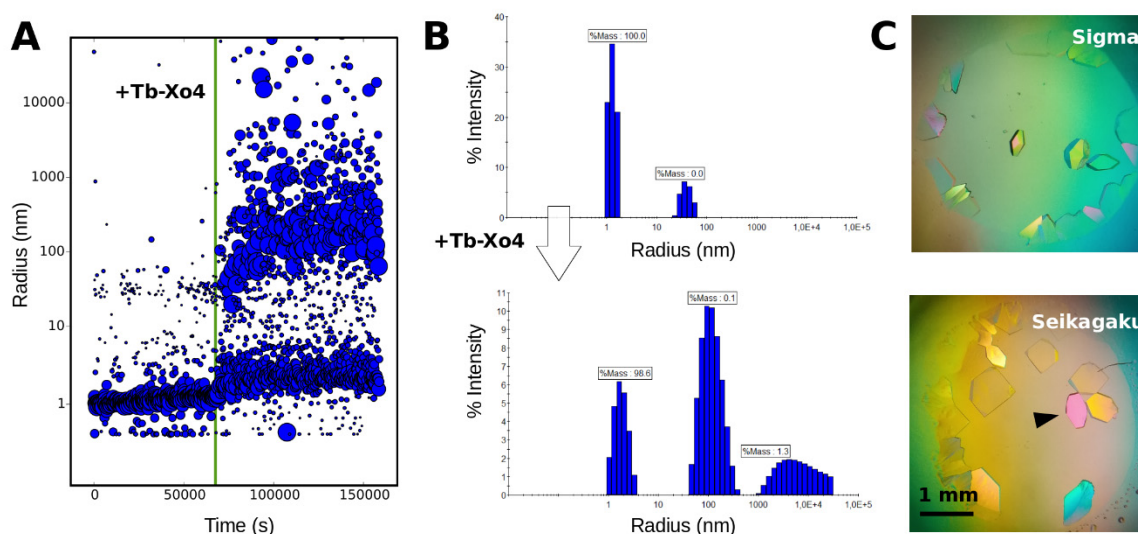 A
+Tb-Xo4
Radius (nm)
10000
1000
100
10
1
0
50000
100000
150000
Time (s)
B
%Mass : 100.0
%Mass : 0.0
% Intensity
40
30
20
10
0
1
10
100
1000
1,0E+4
1,0E+5
Radius (nm)
+Tb-Xo4
%Mass : 98.6
%Mass : 0.1
%Mass : 1.3
% Intensity
11
10
9
8
7
6
5
4
3
2
1
0
1
10
100
1000
1,0E+4
1,0E+5
Radius (nm)
C
Sigma
Seikagaku
1 mm